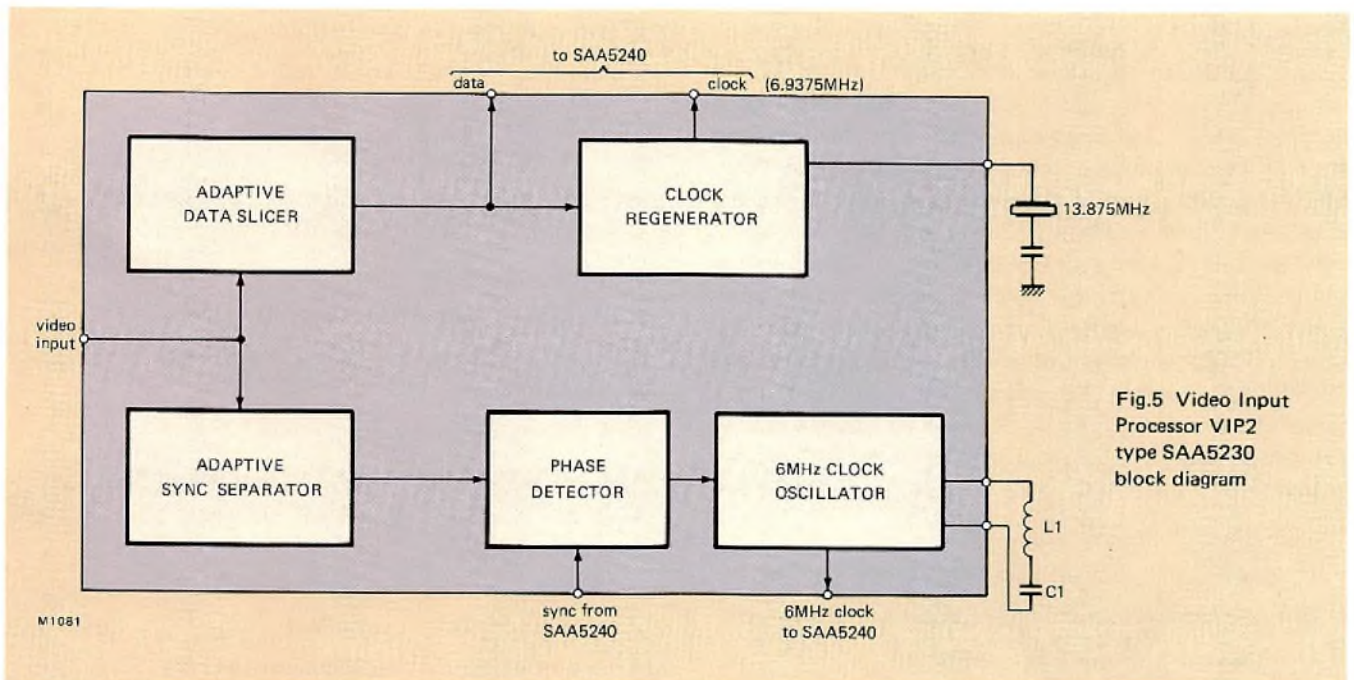 to SAA5240
data
clock (6.9375MHz)
ADAPTIVE
DATA SLICER
CLOCK
REGENERATOR
13.875MHz
video
input
ADAPTIVE
SYNC SEPARATOR
PHASE
DETECTOR
6MHz CLOCK
OSCILLATOR
L1
C1
sync from
SAA5240
6MHz clock
to SAA5240
M1081
Fig.5 Video Input
Processor VIP2
type SAA5230
block diagram